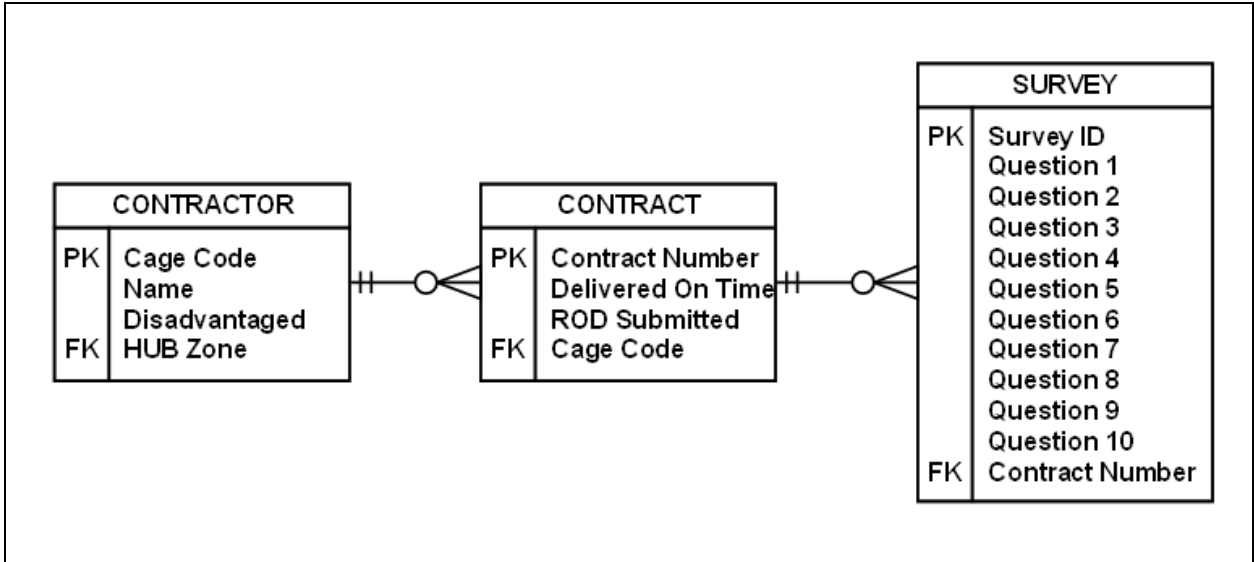 CONTRACTOR
PK Cage Code
Name
Disadvantaged
FK HUB Zone
CONTRACT
PK Contract Number
Delivered On Time
ROD Submitted
FK Cage Code
SURVEY
PK Survey ID
Question 1
Question 2
Question 3
Question 4
Question 5
Question 6
Question 7
Question 8
Question 9
Question 10
FK Contract Number